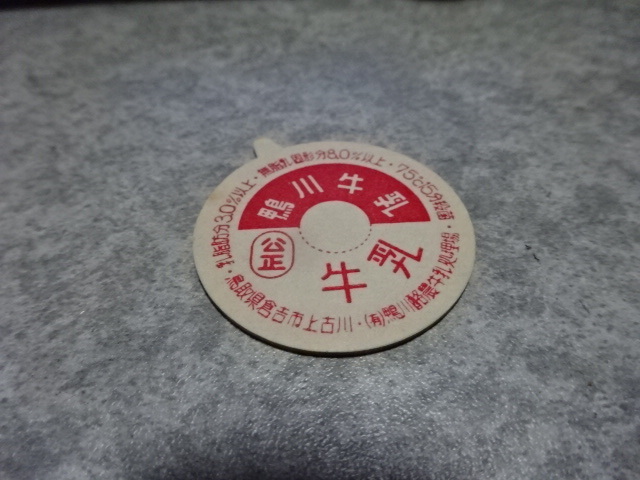 鴨川牛乳
公正
牛乳
乳脂肪分3.0%以上・無脂乳固形分8.0%以上・75℃15分殺菌・
鳥取県倉吉市上古川・(有)鴨川酪農牛乳処理場・